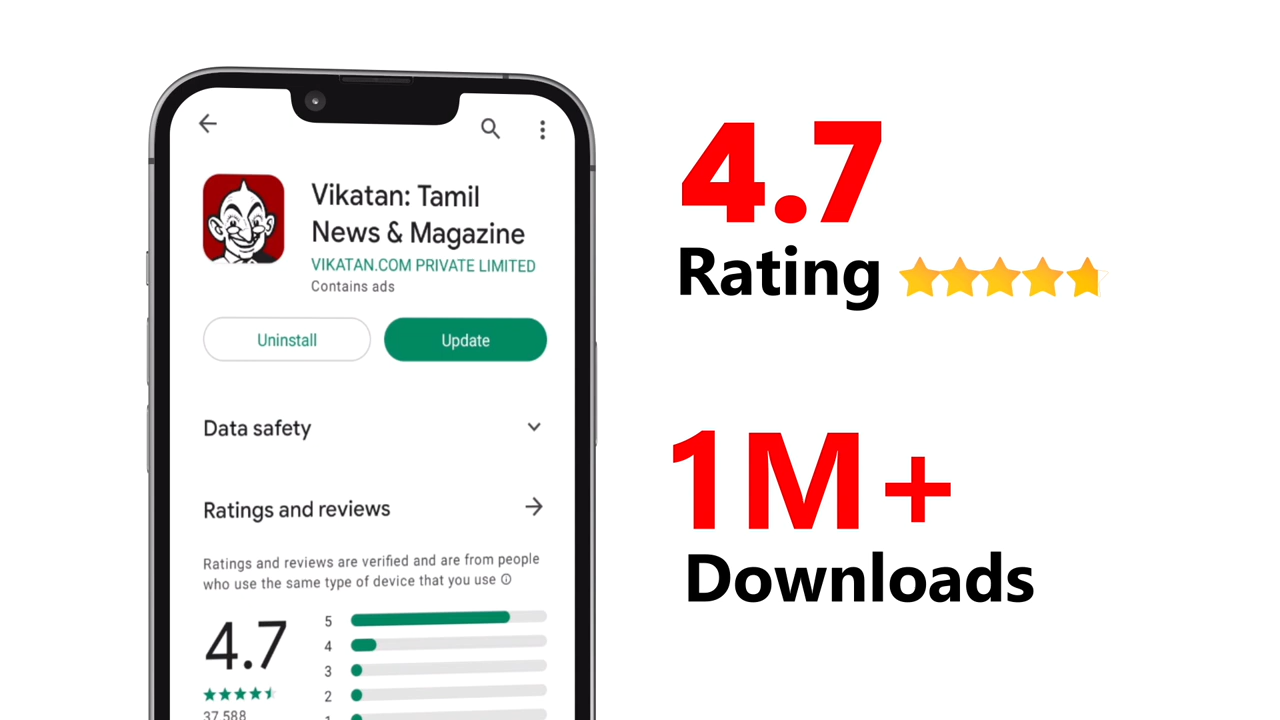 Vikatan: Tamil
News & Magazine
VIKATAN.COM PRIVATE LIMITED
Contains ads
Uninstall
Update
Data safety
Ratings and reviews
Ratings and reviews are verified and are from people
who use the same type of device that you use
4.7
5
4
3
2
1
37,588
4.7
Rating
1M+
Downloads